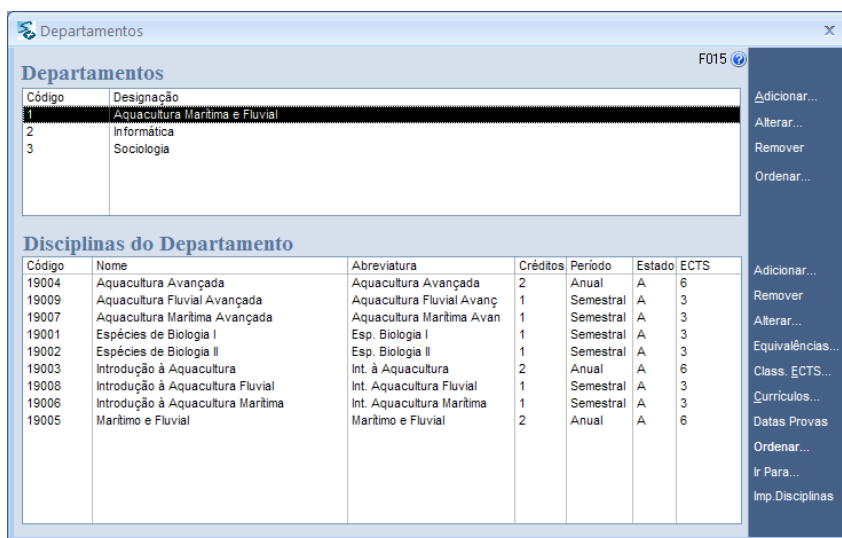 Departamentos
F015
Departamentos
Código Designação
1 Aquacultura Marítima e Fluvial
2 Informática
3 Sociologia
Adicionar...
Alterar...
Remover
Ordenar...
Disciplinas do Departamento
Código Nome Abreviatura Créditos Período Estado ECTS
19004 Aquacultura Avançada Aquacultura Avançada 2 Anual A 6
19009 Aquacultura Fluvial Avançada Aquacultura Fluvial Avanç 1 Semestral A 3
19007 Aquacultura Marítima Avançada Aquacultura Marítima Avan 1 Semestral A 3
19001 Espécies de Biologia I Esp. Biologia I 1 Semestral A 3
19002 Espécies de Biologia II Esp. Biologia II 1 Semestral A 3
19003 Introdução à Aquacultura Int. à Aquacultura 2 Anual A 6
19008 Introdução à Aquacultura Fluvial Int. Aquacultura Fluvial 1 Semestral A 3
19006 Introdução à Aquacultura Marítima Int. Aquacultura Marítima 1 Semestral A 3
19005 Marítimo e Fluvial Marítimo e Fluvial 2 Anual A 6
Adicionar...
Remover
Alterar...
Equivalências...
Class. ECTS...
Currículos...
Datas Provas
Ordenar...
Ir Para...
Imp.Disciplinas